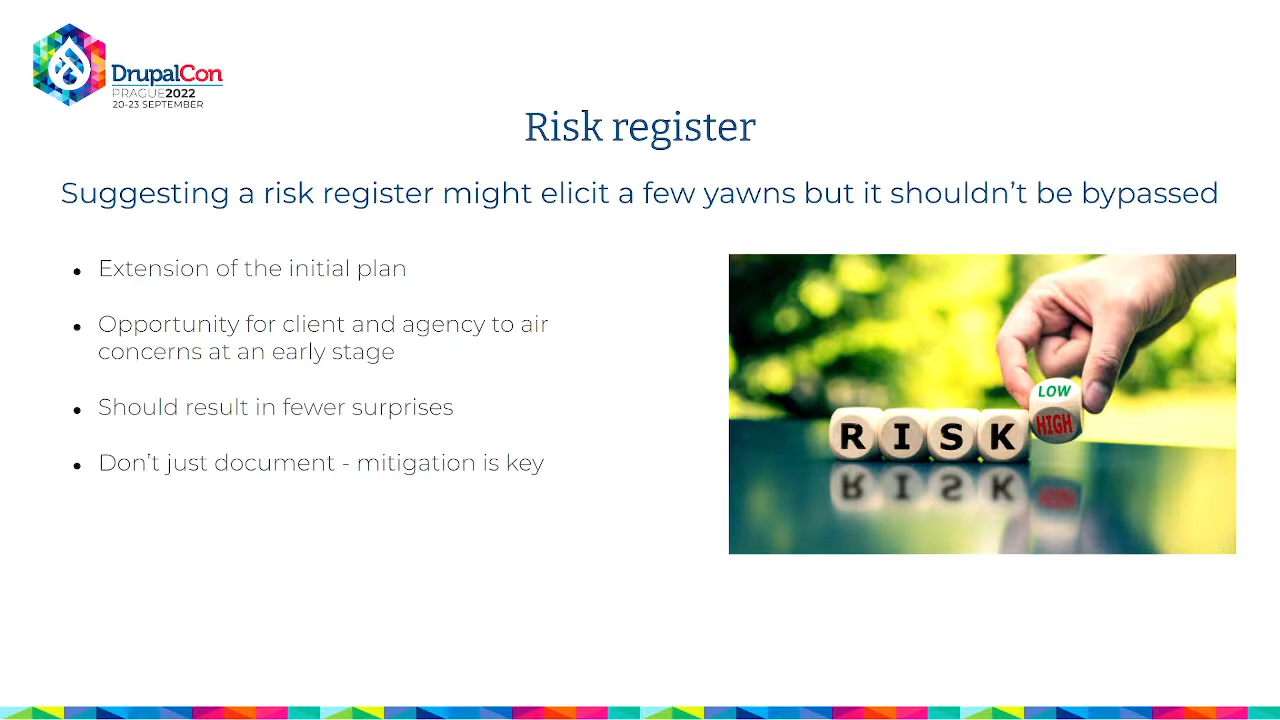 DrupalCon
PRAGUE2022
20-23 SEPTEMBER
Risk register
Suggesting a risk register might elicit a few yawns but it shouldn’t be bypassed
• Extension of the initial plan
• Opportunity for client and agency to air
concerns at an early stage
• Should result in fewer surprises
• Don’t just document - mitigation is key
LOW
HIGH
RISK